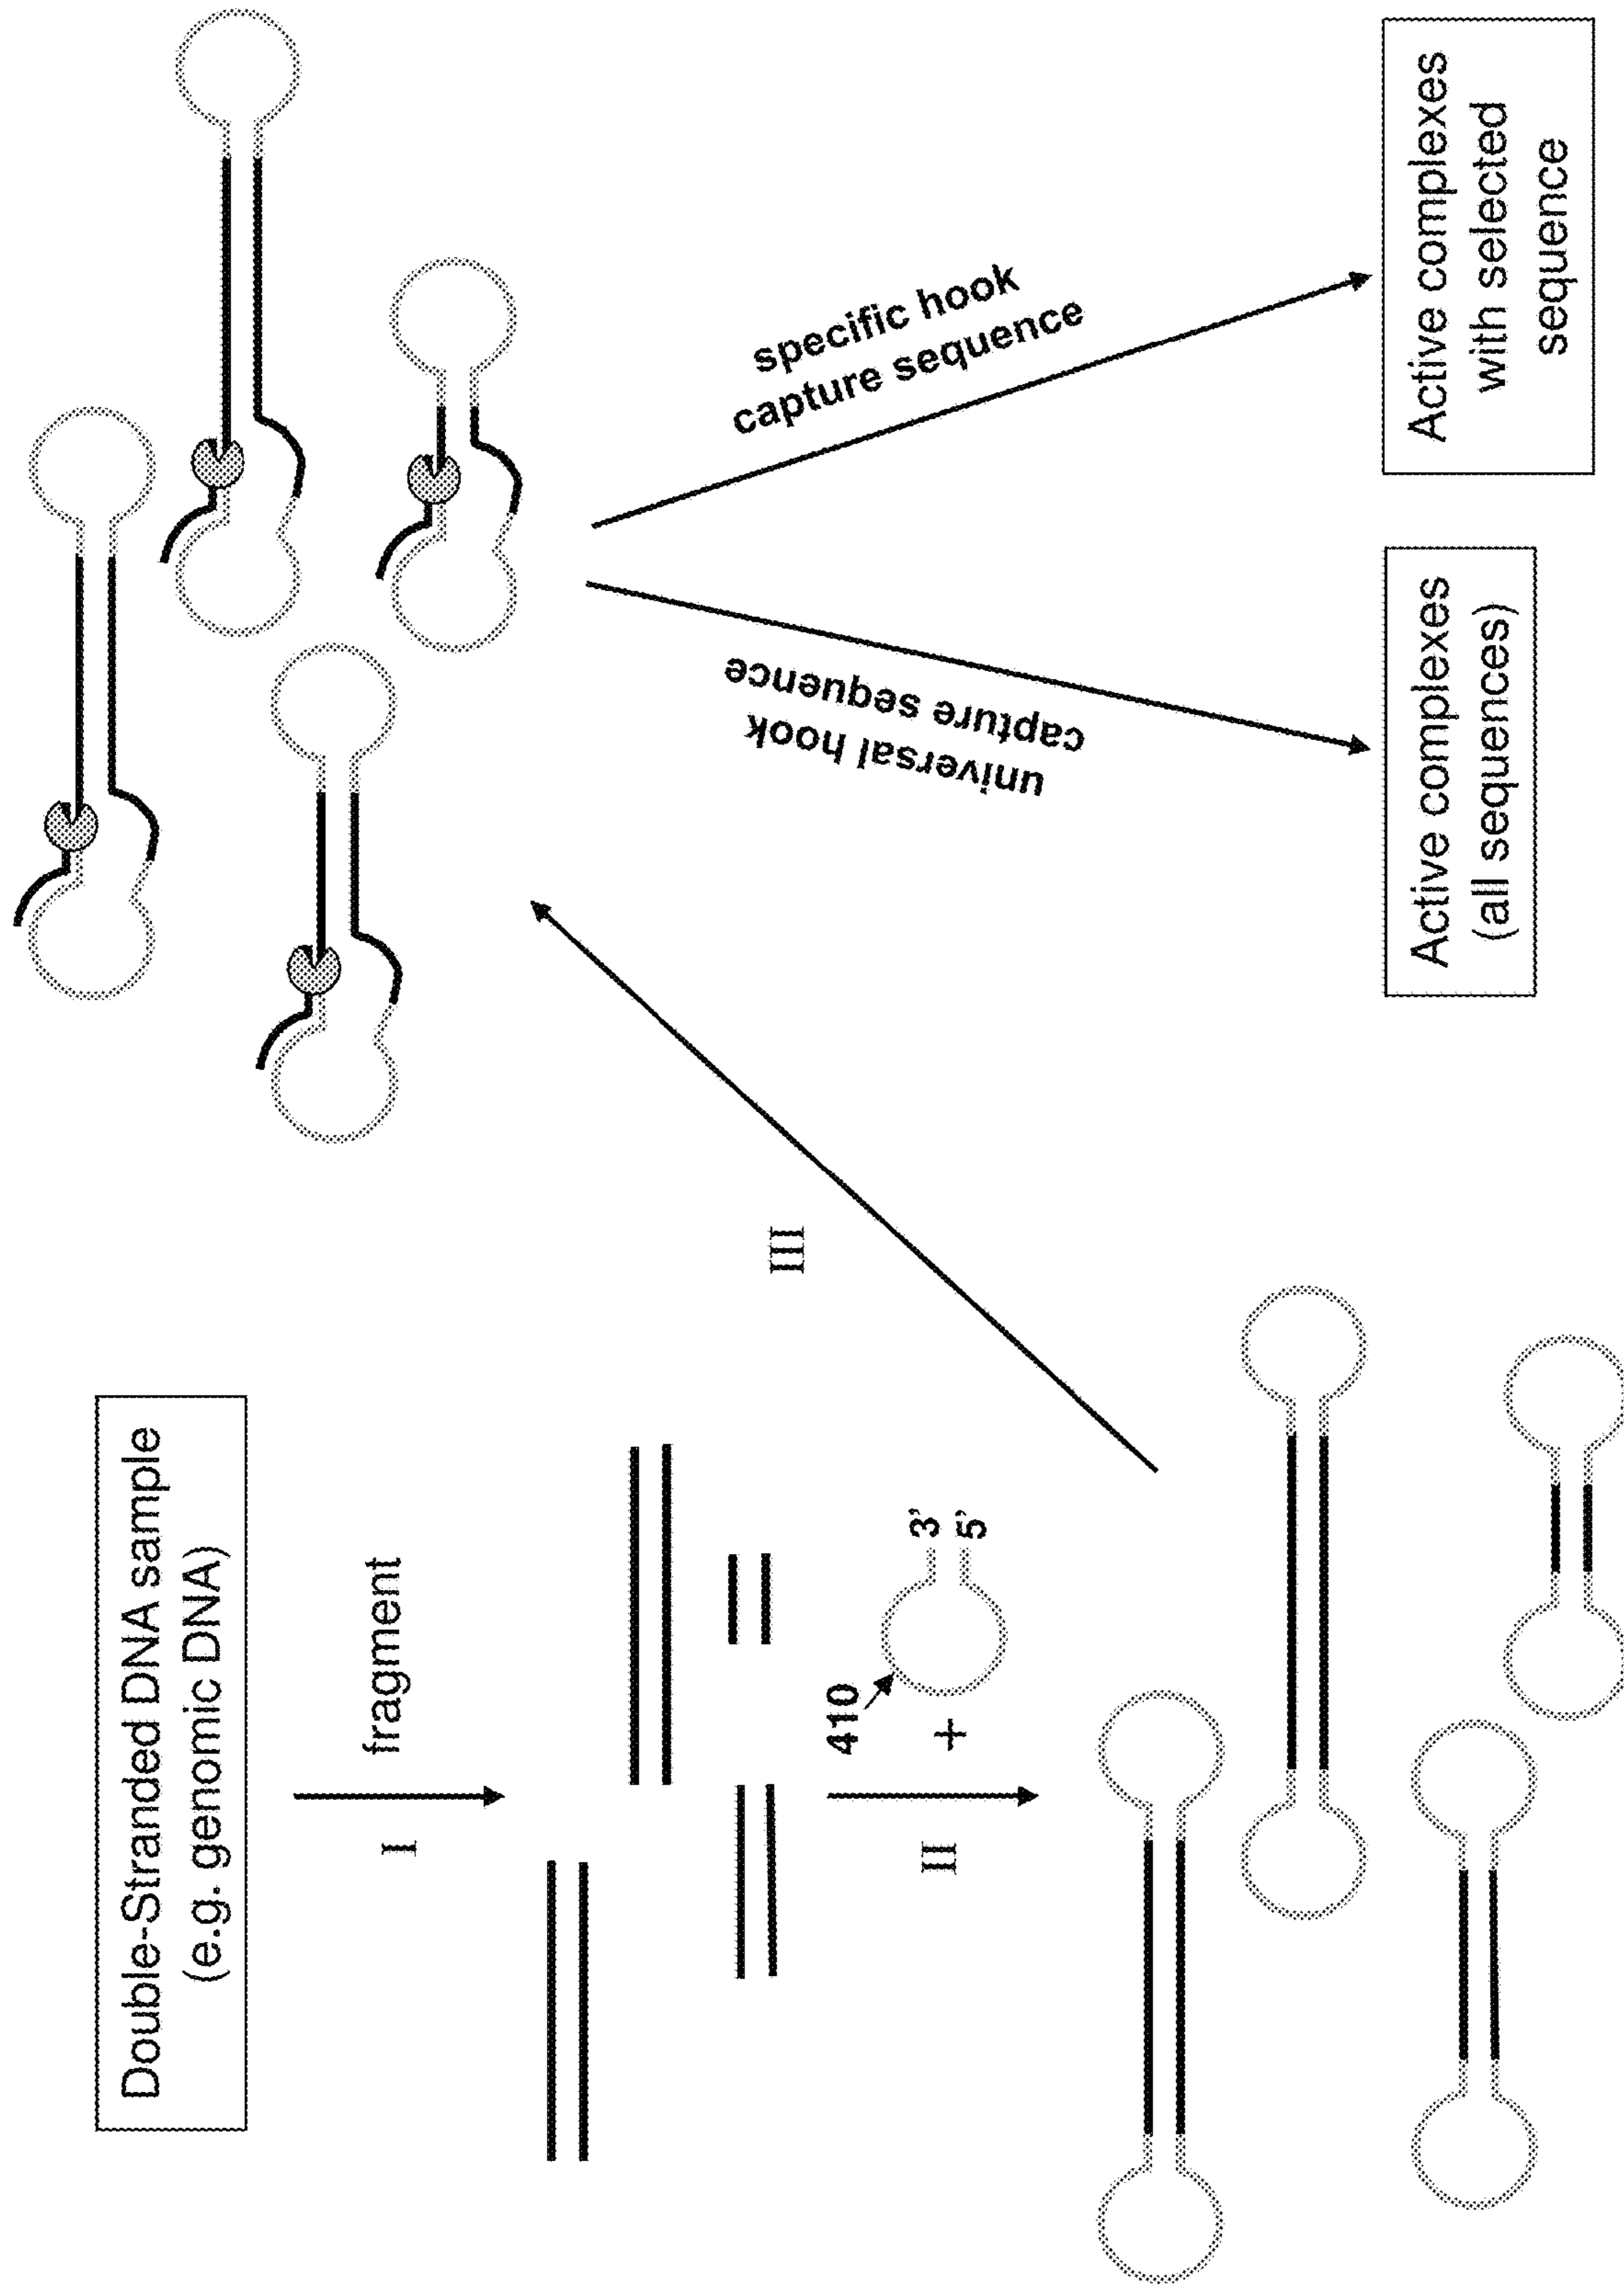 Double-Stranded DNA sample
(e.g. genomic DNA)
I
fragment
II
+
410
3'
5'
III
universal hook
capture sequence
specific hook
capture sequence
Active complexes
(all sequences)
Active complexes
with selected
sequence